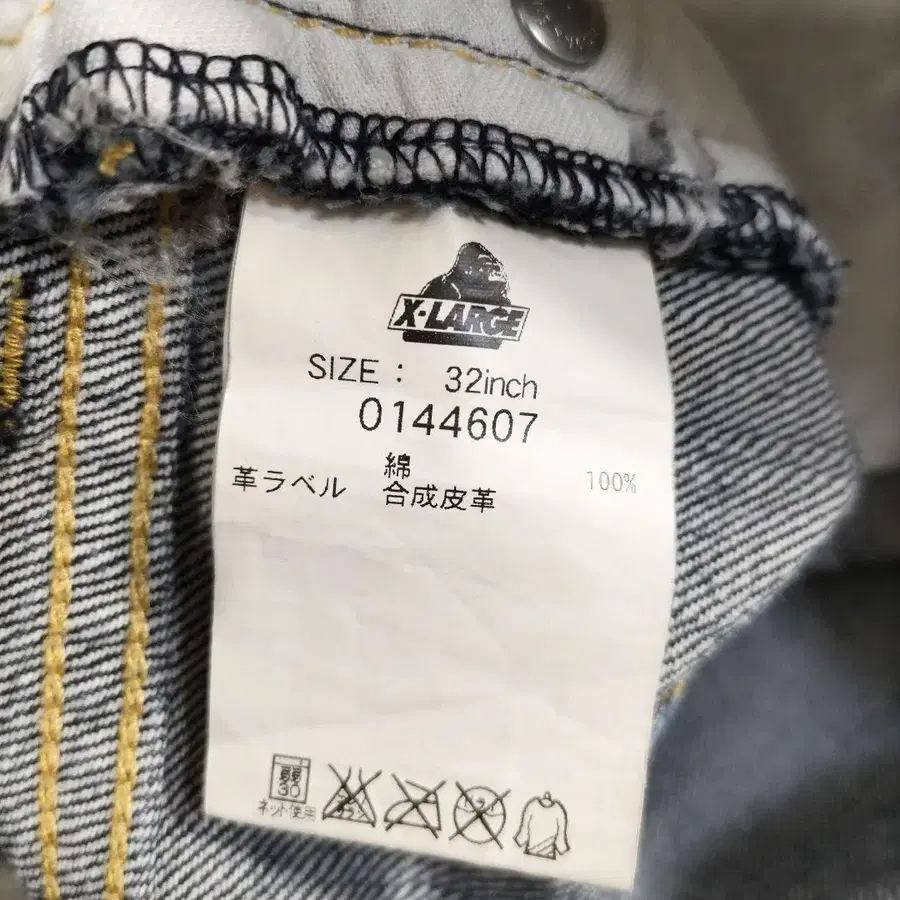 X-LARGE
SIZE : 32inch
0144607
綿 100%
革ラベル 合成皮革
弱
30
ネット使用